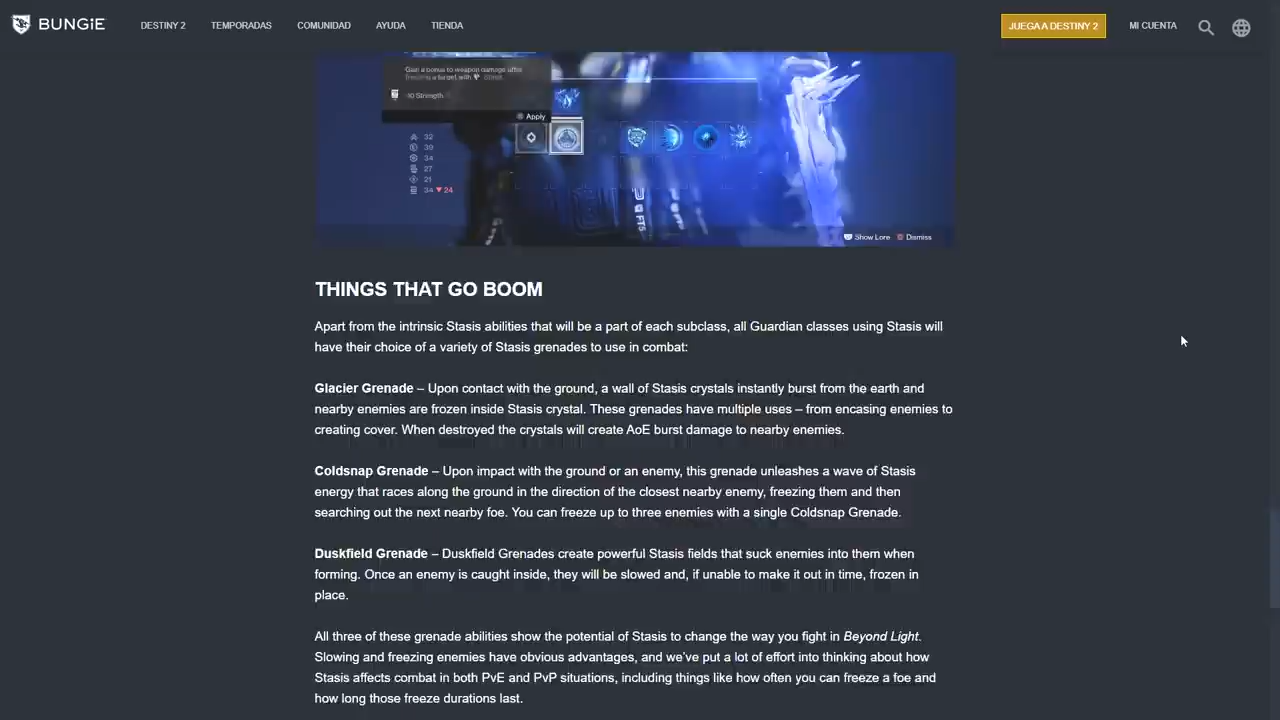 BUNGiE DESTINY 2 TEMPORADAS COMUNIDAD AYUDA TIENDA JUEGA A DESTINY 2 MI CUENTA
Gain a bonus to weapon damage after
a target with
-10 Strength
Apply
32
39
34
27
21
34 ▼ 24
Show Lore Dismiss
THINGS THAT GO BOOM
Apart from the intrinsic Stasis abilities that will be a part of each subclass, all Guardian classes using Stasis will
have their choice of a variety of Stasis grenades to use in combat:
Glacier Grenade – Upon contact with the ground, a wall of Stasis crystals instantly burst from the earth and
nearby enemies are frozen inside Stasis crystal. These grenades have multiple uses – from encasing enemies to
creating cover. When destroyed the crystals will create AoE burst damage to nearby enemies.
Coldsnap Grenade – Upon impact with the ground or an enemy, this grenade unleashes a wave of Stasis
energy that races along the ground in the direction of the closest nearby enemy, freezing them and then
searching out the next nearby foe. You can freeze up to three enemies with a single Coldsnap Grenade.
Duskfield Grenade – Duskfield Grenades create powerful Stasis fields that suck enemies into them when
forming. Once an enemy is caught inside, they will be slowed and, if unable to make it out in time, frozen in
place.
All three of these grenade abilities show the potential of Stasis to change the way you fight in Beyond Light.
Slowing and freezing enemies have obvious advantages, and we've put a lot of effort into thinking about how
Stasis affects combat in both PvE and PvP situations, including things like how often you can freeze a foe and
how long those freeze durations last.